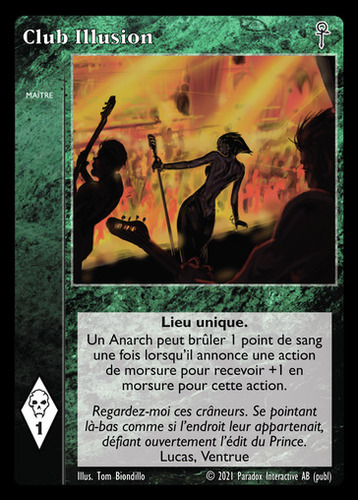 Club Illusion
MAÎTRE
Lieu unique.
Un Anarch peut brûler 1 point de sang
une fois lorsqu'il annonce une action
de morsure pour recevoir +1 en
morsure pour cette action.
Regardez-moi ces crâneurs. Se pointant
là-bas comme si l'endroit leur appartenait,
défiant ouvertement l'édit du Prince.
Lucas, Ventrue
1
Illus. Tom Biondillo
© 2021 Paradox Interactive AB (publ)